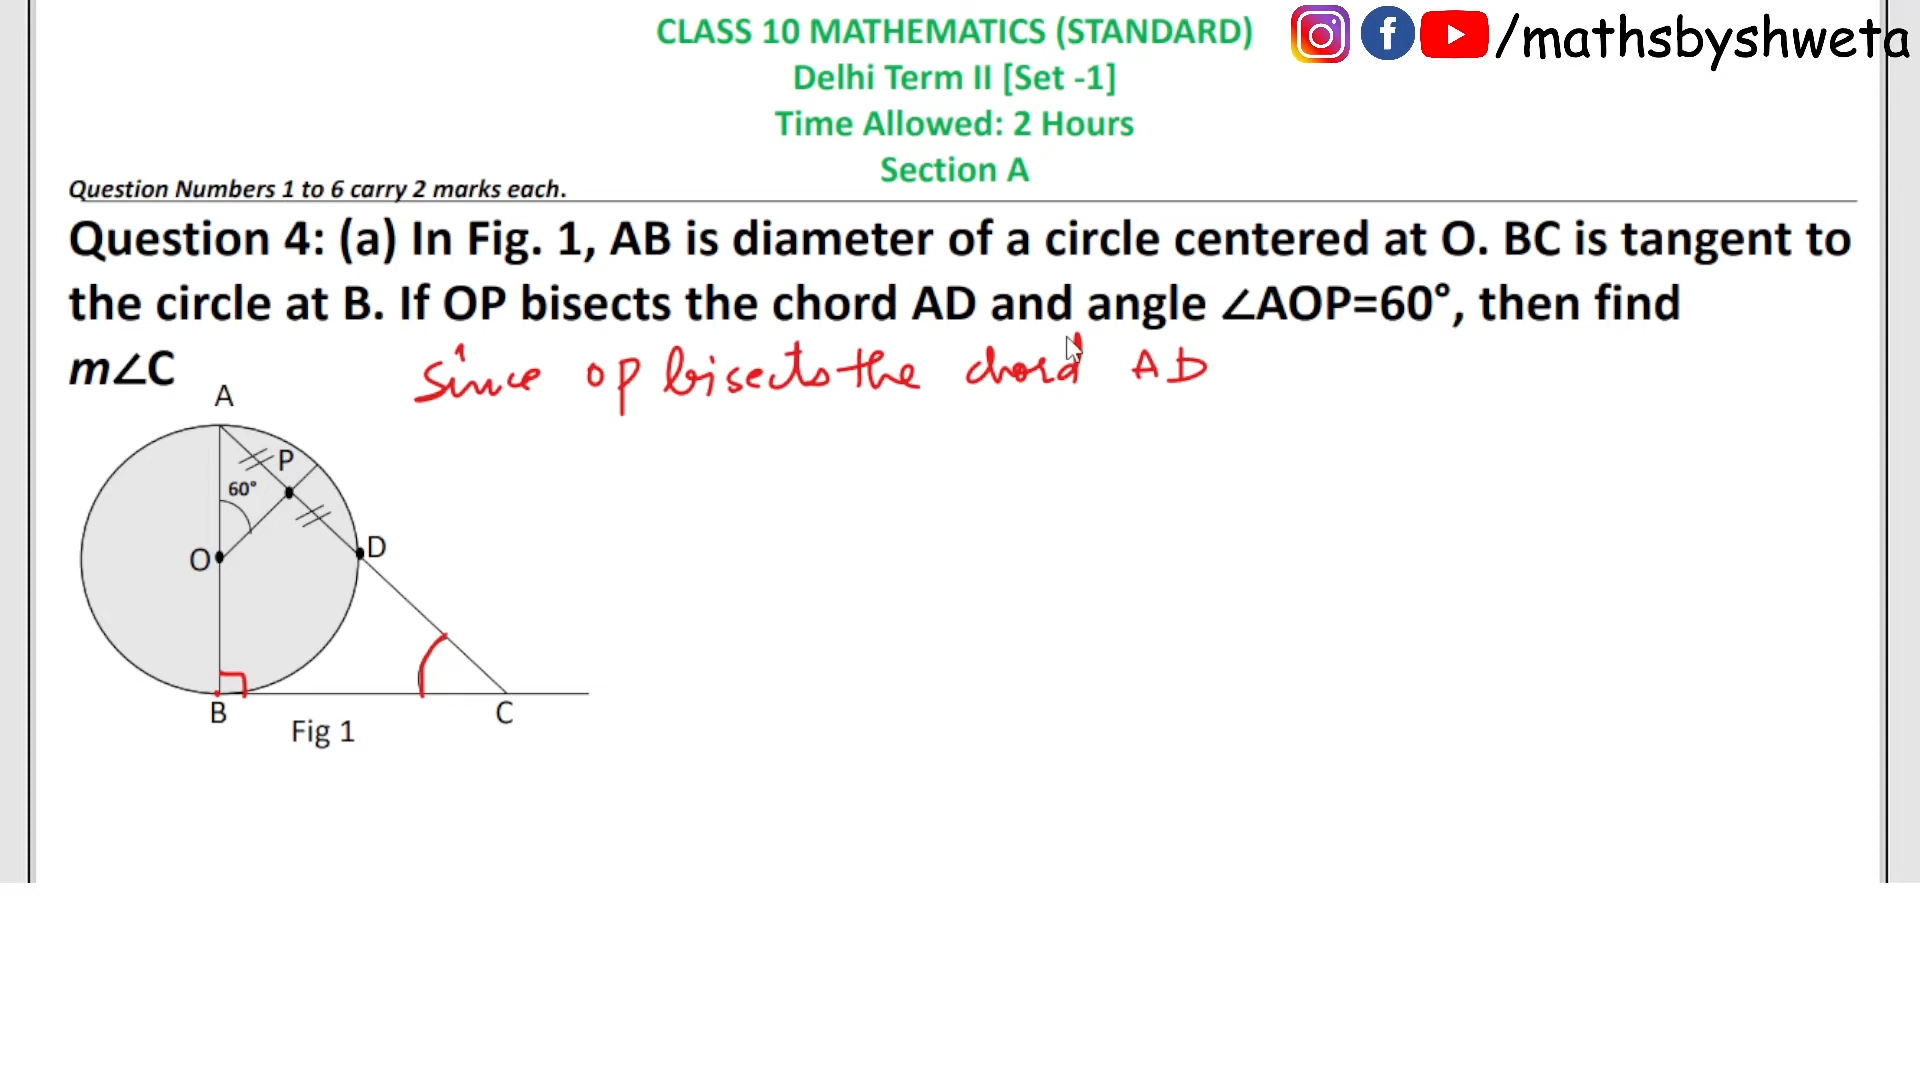 CLASS 10 MATHEMATICS (STANDARD)
/mathsbyshweta
Delhi Term II [Set -1]
Time Allowed: 2 Hours
Section A
Question Numbers 1 to 6 carry 2 marks each.
Question 4: (a) In Fig. 1, AB is diameter of a circle centered at O. BC is tangent to
the circle at B. If OP bisects the chord AD and angle ∠AOP=60°, then find
m∠C
since op bisects the chord AD
A
P
60°
O
D
B
C
Fig 1